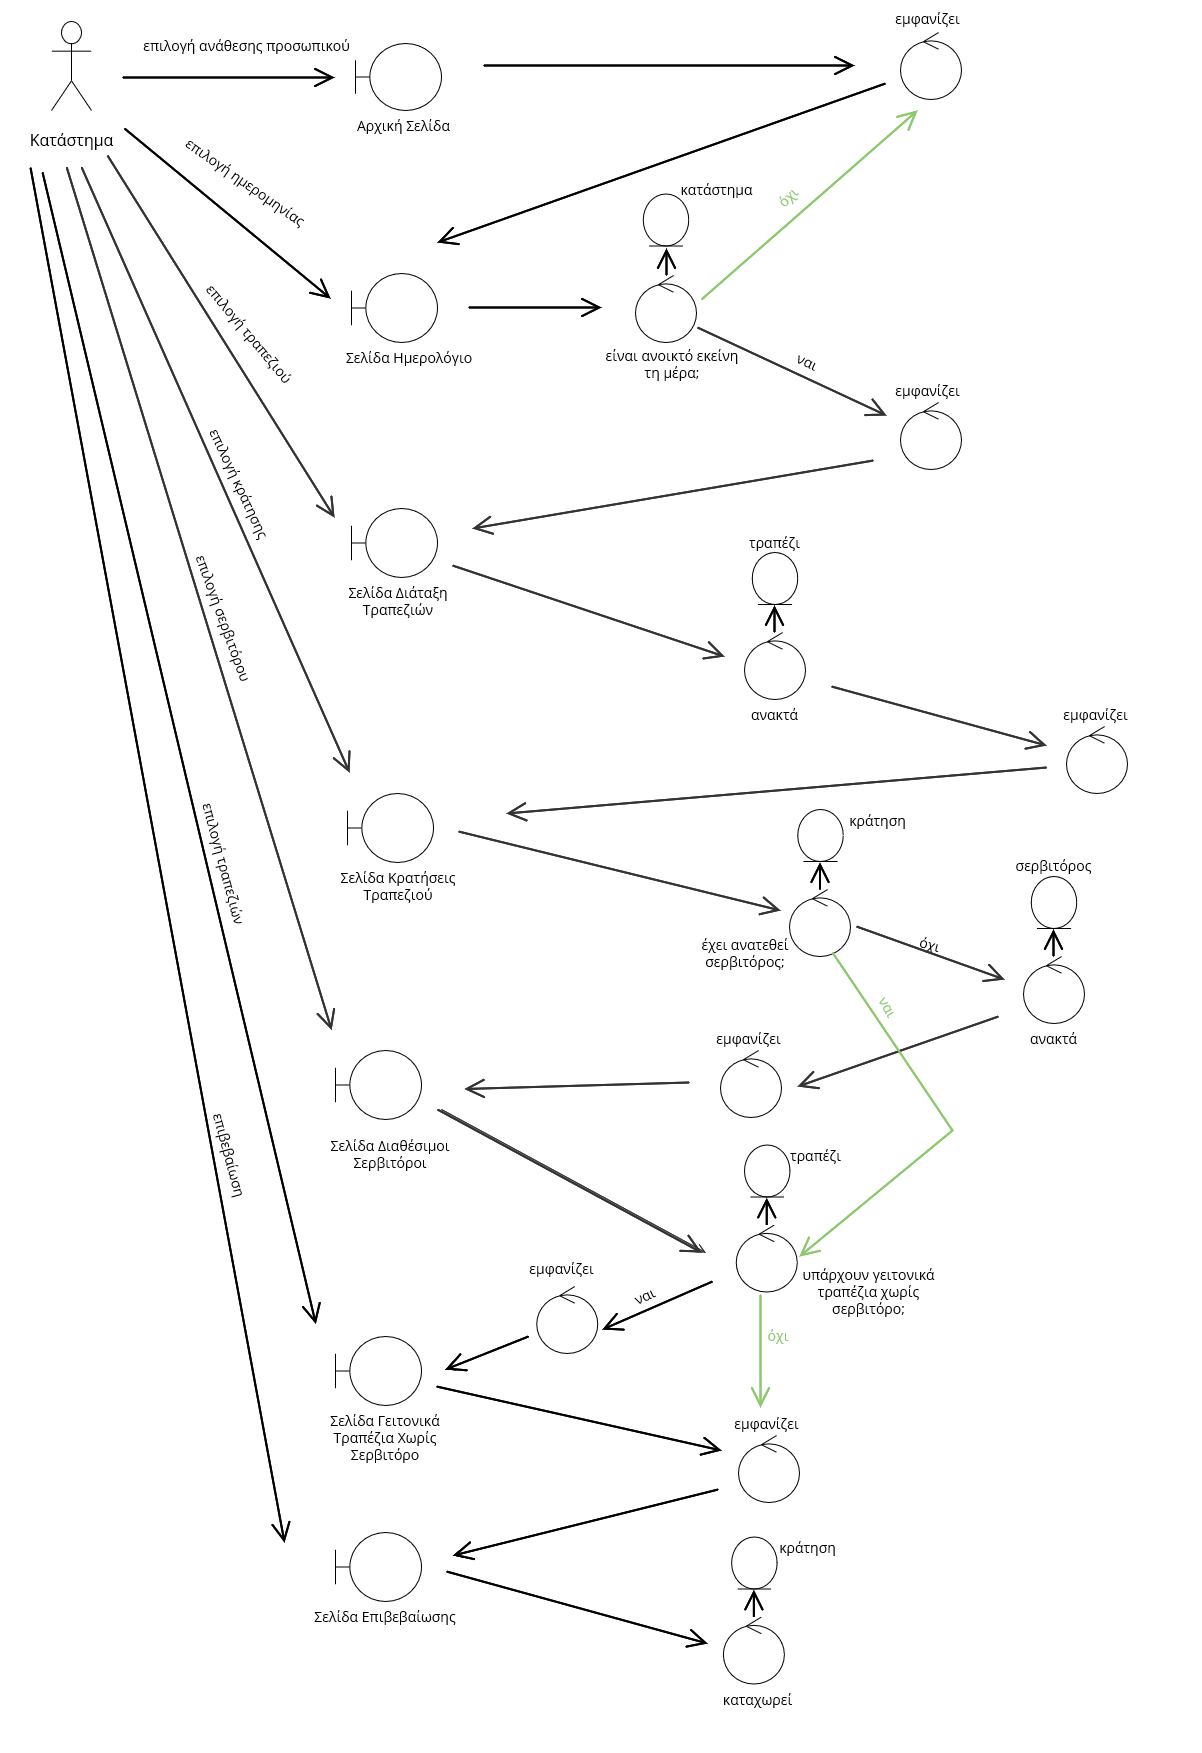 εμφανίζει
επιλογή ανάθεσης προσωπικού
Αρχική Σελίδα
Κατάστημα
επιλογή ημερομηνίας
κατάστημα
όχι
επιλογή τραπεζιού
Σελίδα Ημερολόγιο
είναι ανοικτό εκείνη
τη μέρα;
ναι
εμφανίζει
επιλογή κράτησης
τραπέζι
Σελίδα Διάταξη
Τραπεζιών
επιλογή σερβιτόρου
ανακτά
εμφανίζει
κράτηση
επιλογή τραπεζιών
σερβιτόρος
Σελίδα Κρατήσεις
Τραπεζιού
έχει ανατεθεί
σερβιτόρος;
όχι
ναι
ανακτά
εμφανίζει
Σελίδα Διαθέσιμοι
Σερβιτόροι
επιβεβαίωση
τραπέζι
εμφανίζει
υπάρχουν γειτονικά
τραπέζια χωρίς
σερβιτόρο;
ναι
όχι
Σελίδα Γειτονικά
Τραπέζια Χωρίς
Σερβιτόρο
εμφανίζει
κράτηση
Σελίδα Επιβεβαίωσης
καταχωρεί